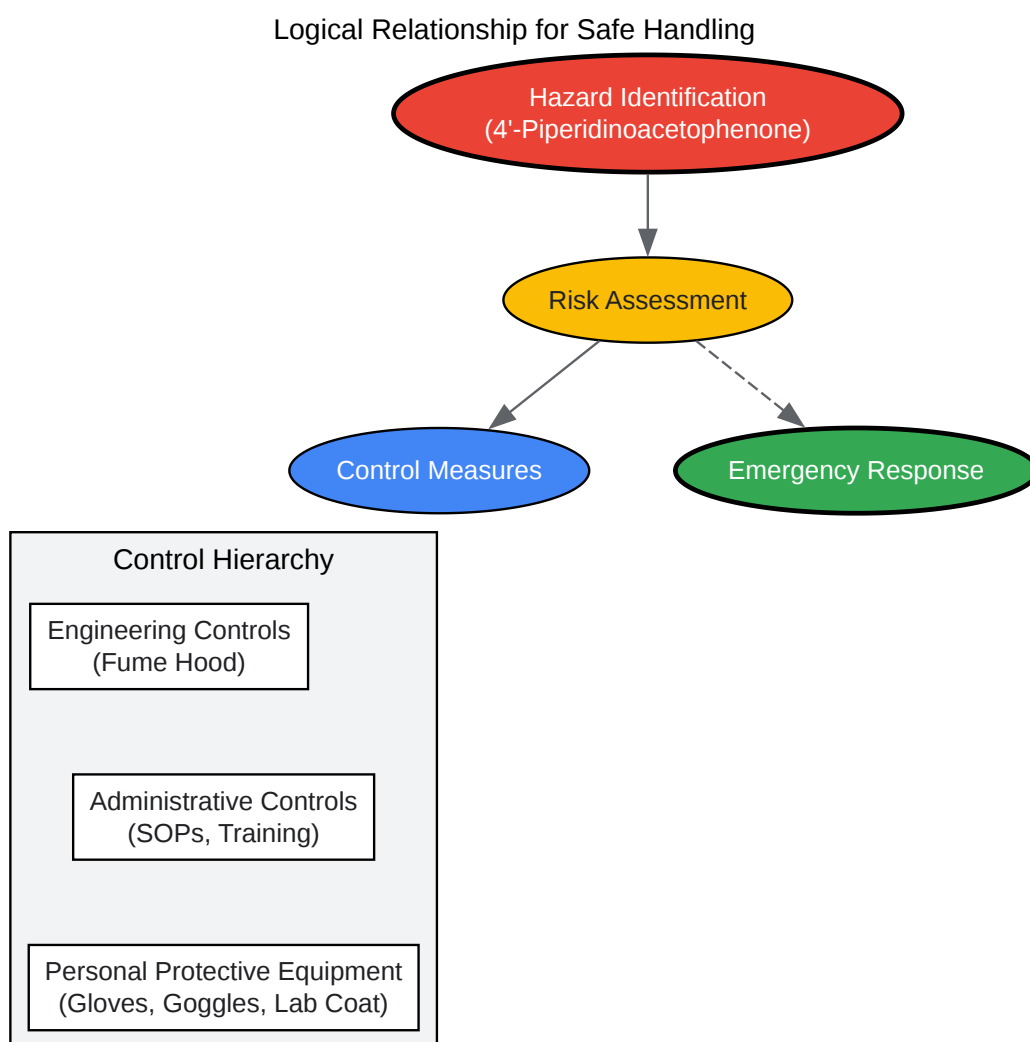 Logical Relationship for Safe Handling
Hazard Identification
(4'-Piperidinoacetophenone)
Risk Assessment
Control Measures
Emergency Response
Control Hierarchy
Engineering Controls
(Fume Hood)
Administrative Controls
(SOPs, Training)
Personal Protective Equipment
(Gloves, Goggles, Lab Coat)